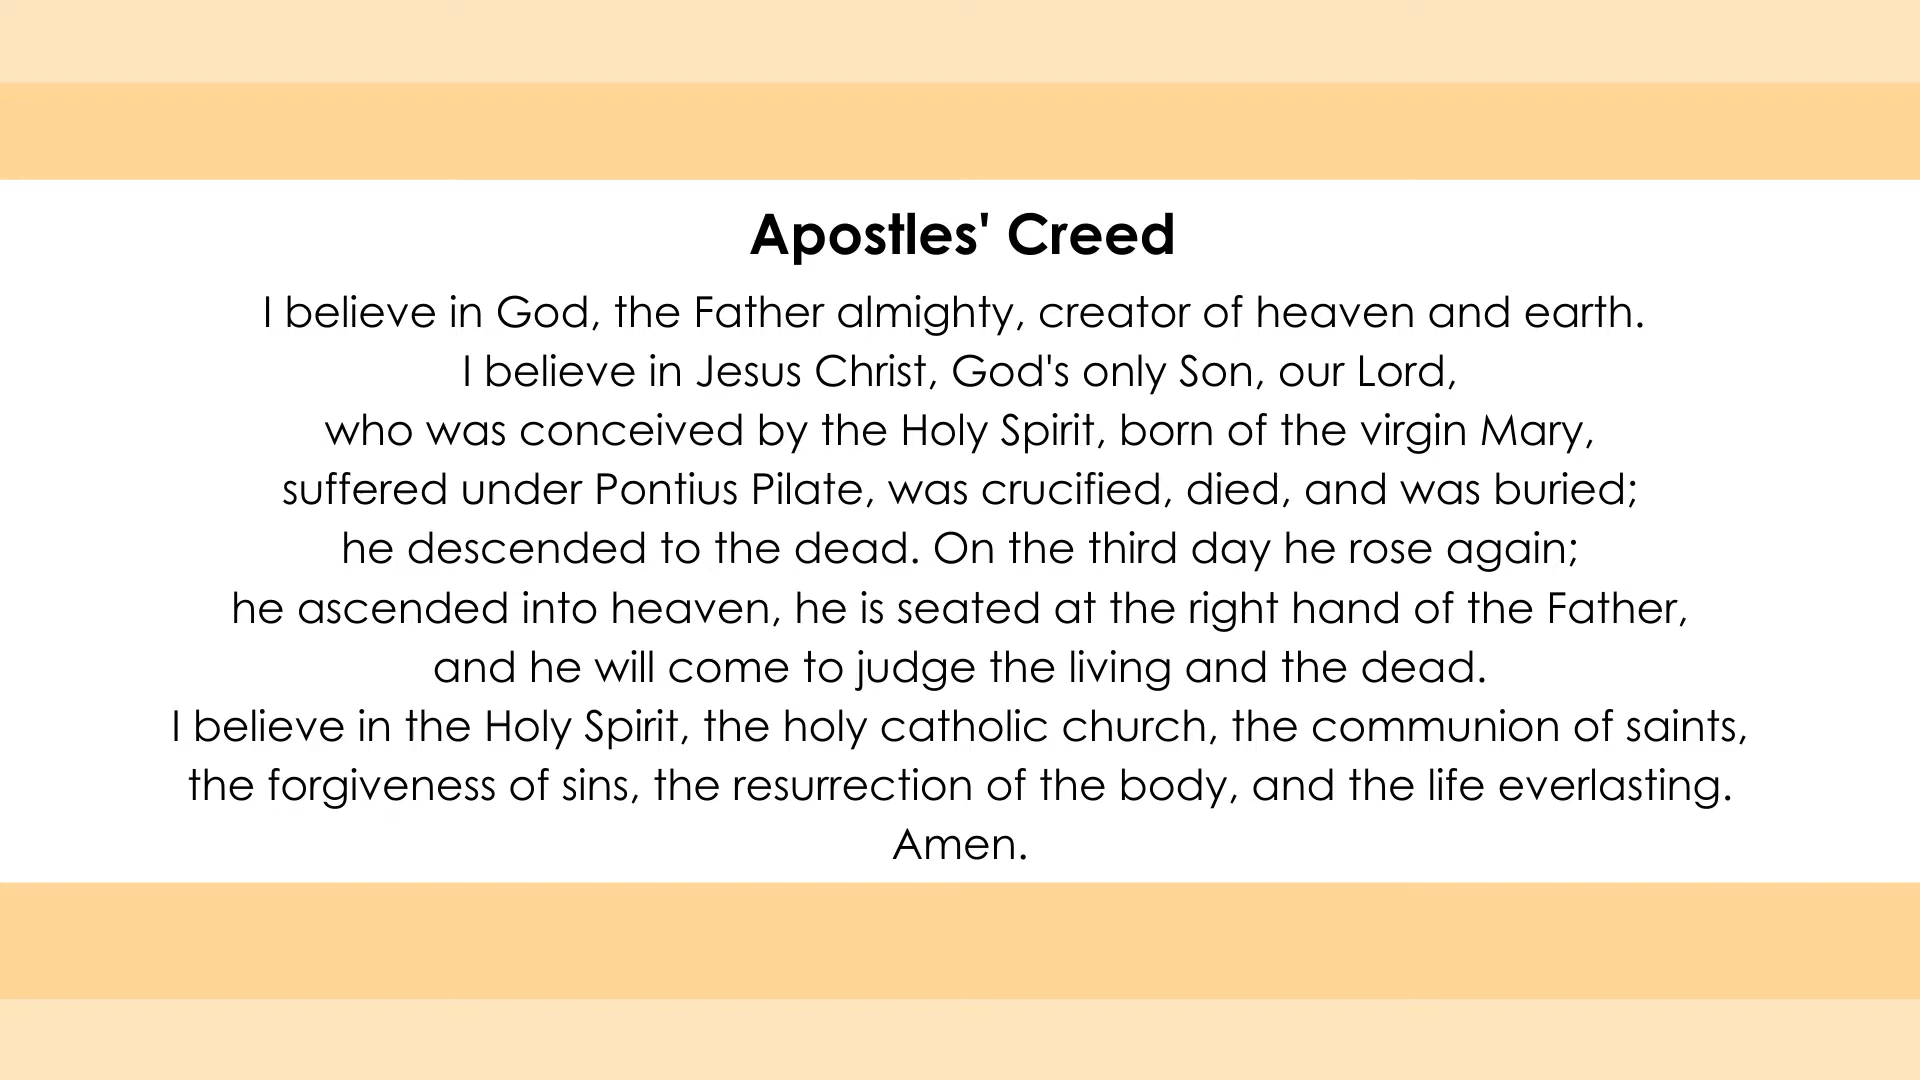 Apostles' Creed
I believe in God, the Father almighty, creator of heaven and earth.
I believe in Jesus Christ, God's only Son, our Lord,
who was conceived by the Holy Spirit, born of the virgin Mary,
suffered under Pontius Pilate, was crucified, died, and was buried;
he descended to the dead. On the third day he rose again;
he ascended into heaven, he is seated at the right hand of the Father,
and he will come to judge the living and the dead.
I believe in the Holy Spirit, the holy catholic church, the communion of saints,
the forgiveness of sins, the resurrection of the body, and the life everlasting.
Amen.